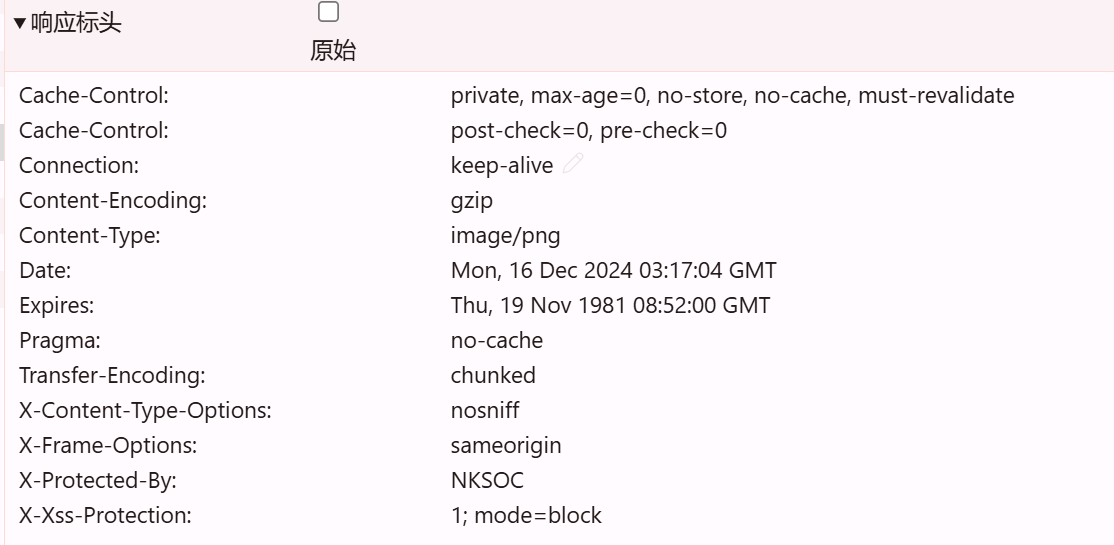 ▼响应标头
原始
Cache-Control: private, max-age=0, no-store, no-cache, must-revalidate
Cache-Control: post-check=0, pre-check=0
Connection: keep-alive
Content-Encoding: gzip
Content-Type: image/png
Date: Mon, 16 Dec 2024 03:17:04 GMT
Expires: Thu, 19 Nov 1981 08:52:00 GMT
Pragma: no-cache
Transfer-Encoding: chunked
X-Content-Type-Options: nosniff
X-Frame-Options: sameorigin
X-Protected-By: NKSOC
X-Xss-Protection: 1; mode=block